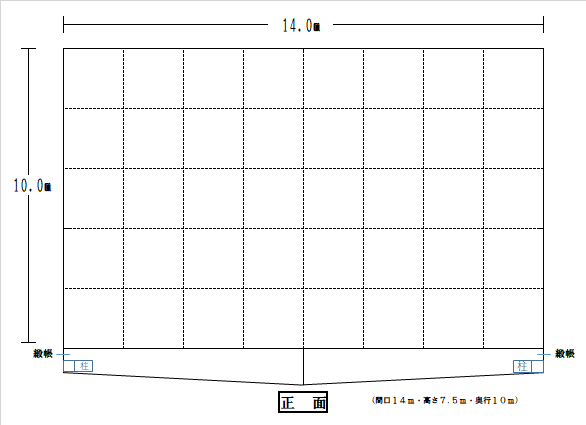 14.0m
10.0m
緞帳
緞帳
柱
柱
正 面
（間口１４ｍ・高さ７.５ｍ・奥行１０ｍ）